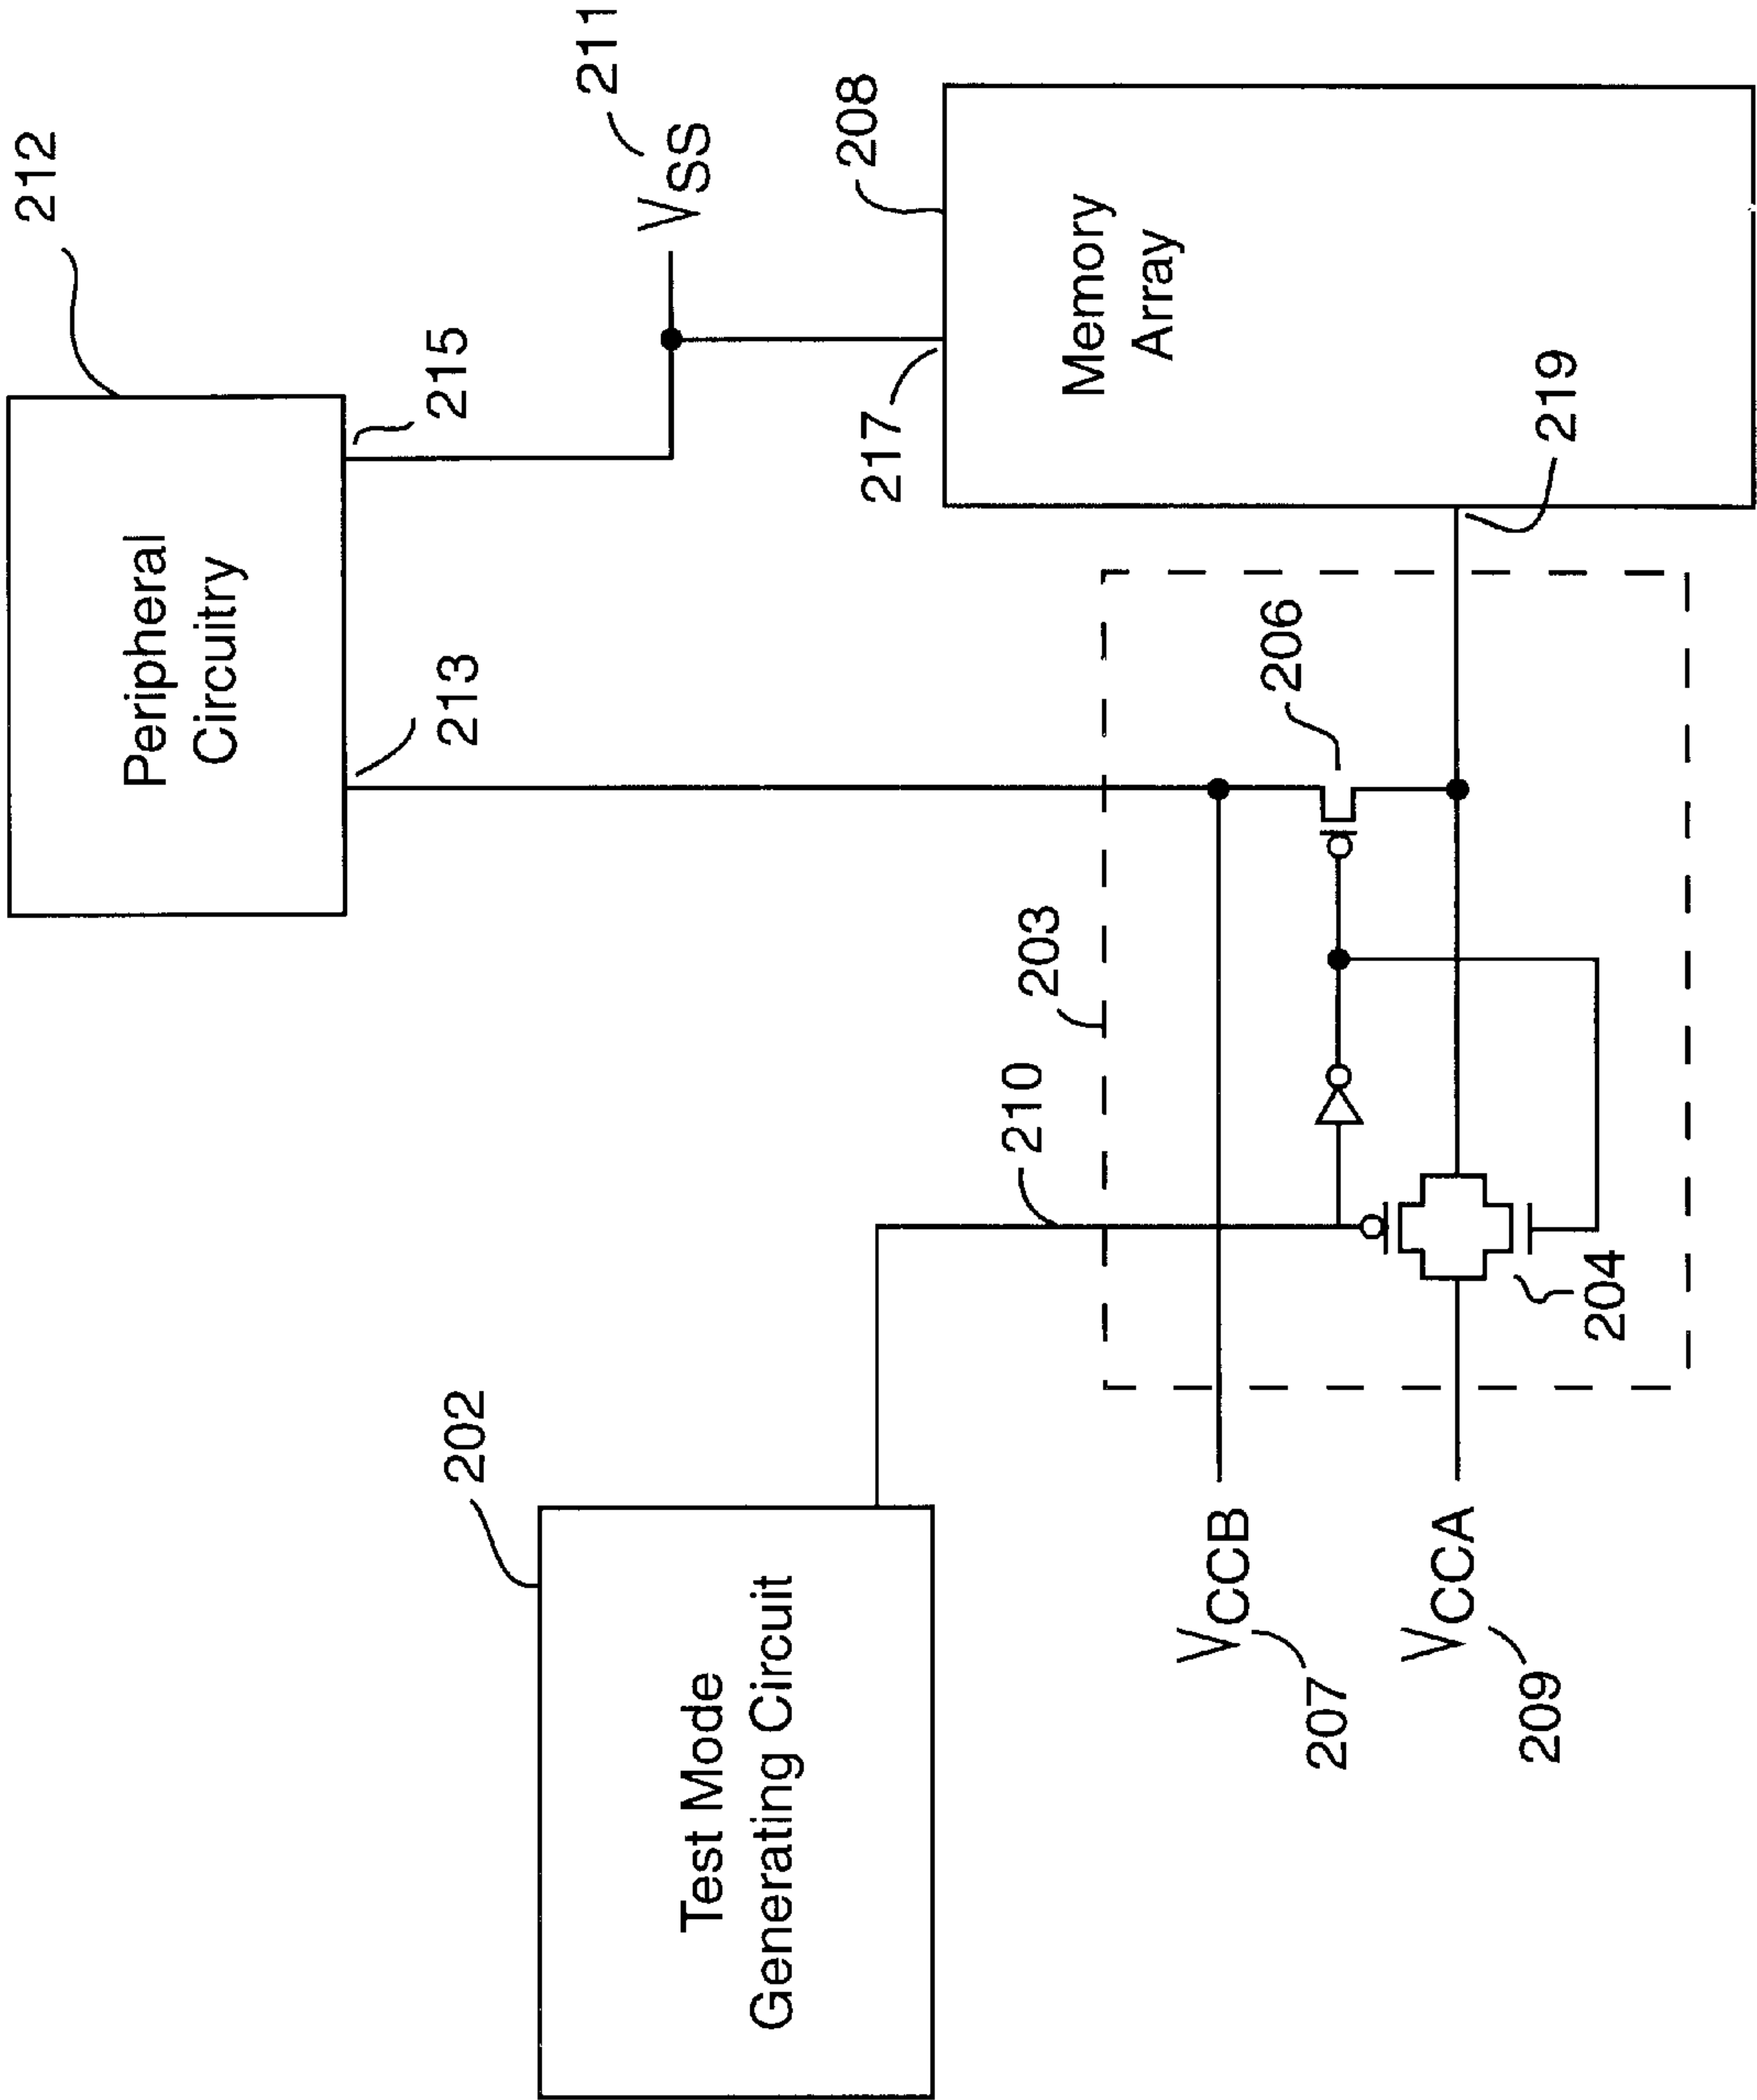 212
Peripheral
Circuitry
213
215
VSS
211
208
Memory
Array
217
219
202
Test Mode
Generating Circuit
210
203
206
204
VCCB
207
VCCA
209